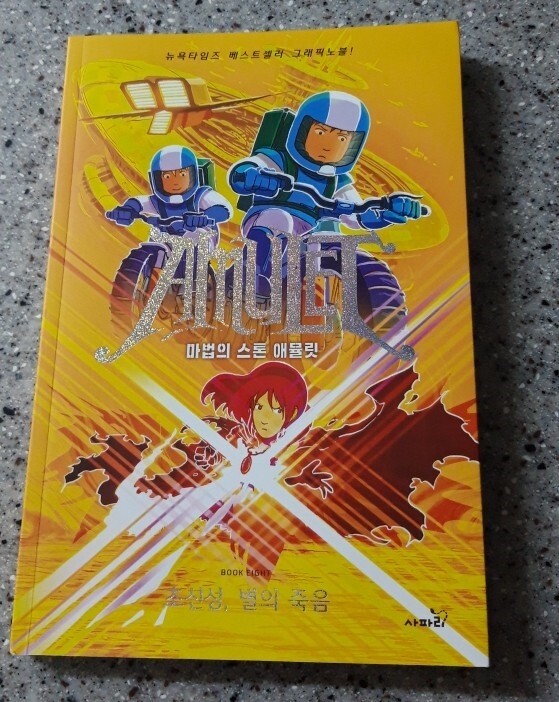 뉴욕타임즈 베스트셀러 그래픽노블!
AMULET
마법의 스톤 애뮬릿
BOOK EIGHT
초신성, 별의 죽음
사파리